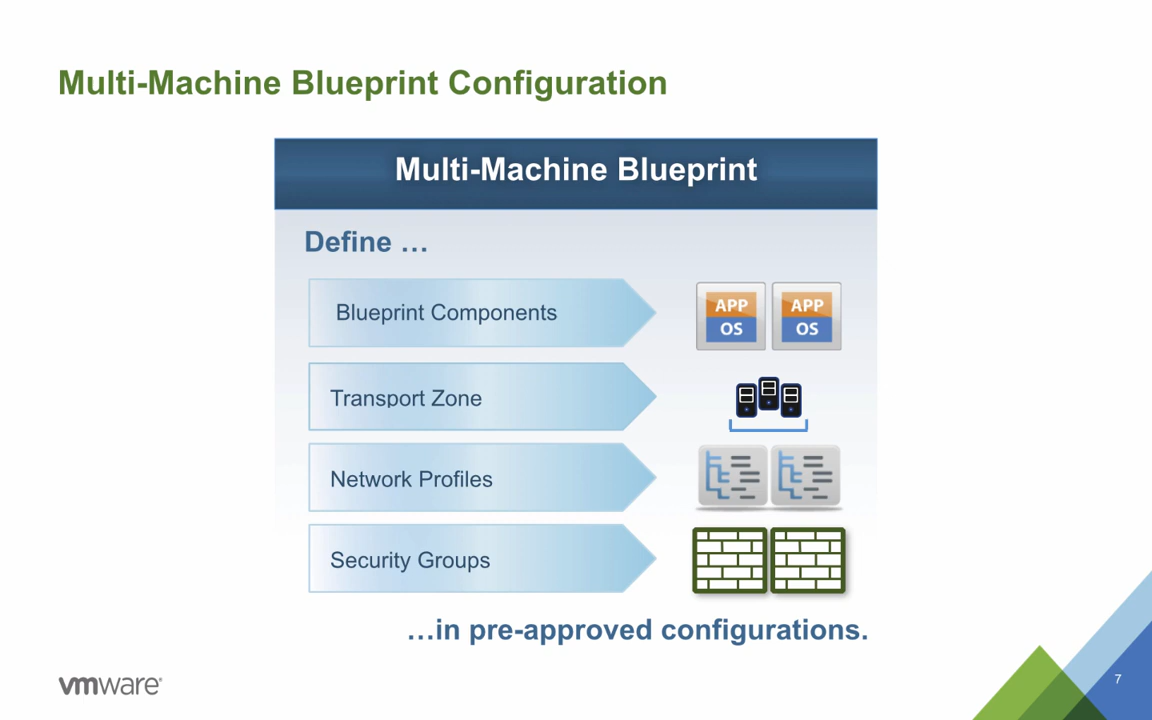 Multi-Machine Blueprint Configuration
Multi-Machine Blueprint
Define …
Blueprint Components
APP
OS
APP
OS
Transport Zone
Network Profiles
Security Groups
…in pre-approved configurations.
vmware®
7